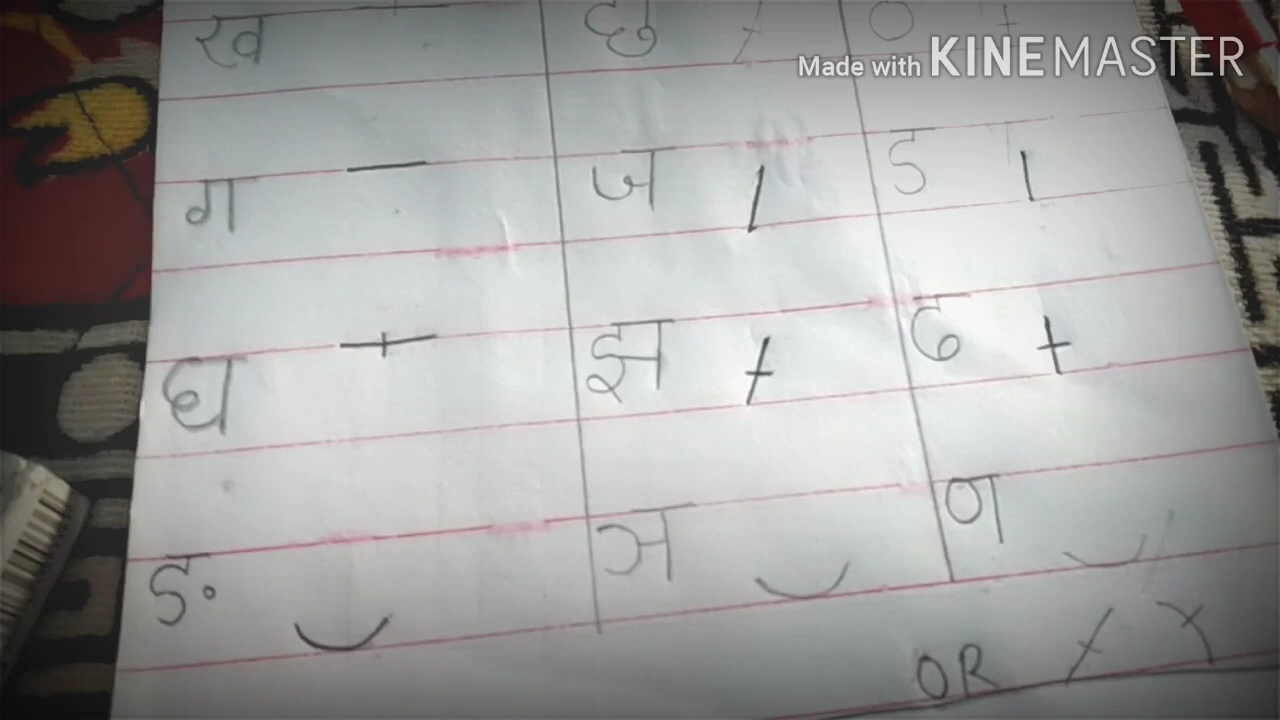 Made with KINEMASTER
ख छ ठ
ग ज ड
घ झ ढ
ङ ञ ण
OR